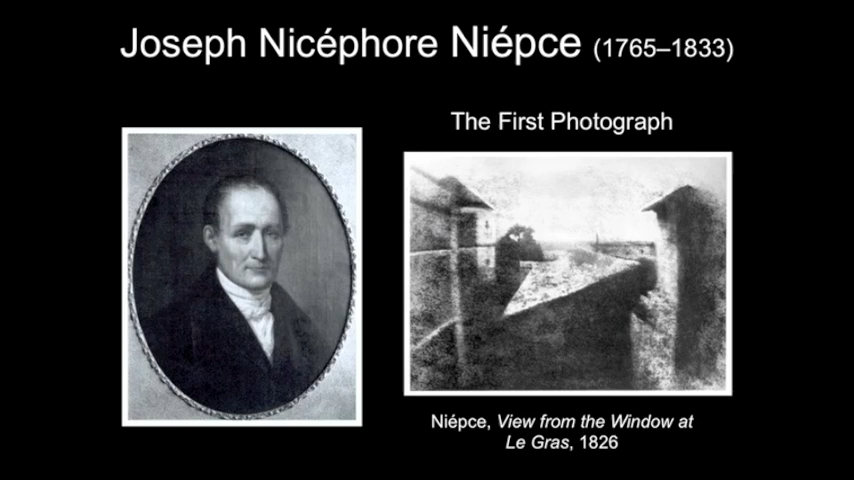 Joseph Nicéphore Niépce (1765–1833)
The First Photograph
Niépce, View from the Window at
Le Gras, 1826